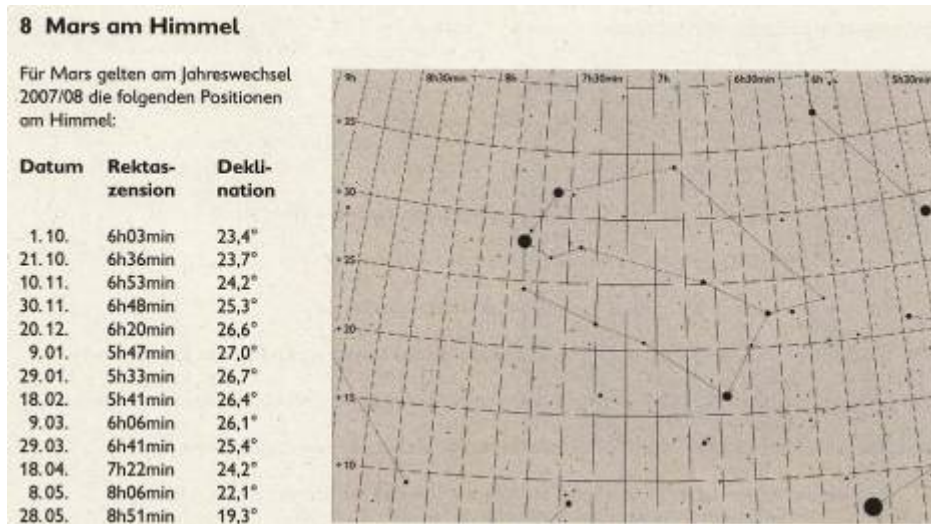 8 Mars am Himmel
Für Mars gelten am Jahreswechsel
2007/08 die folgenden Positionen
am Himmel:
Datum Rektas- Dekli-
zension nation
1.10. 6h03min 23,4°
21.10. 6h36min 23,7°
10.11. 6h53min 24,2°
30.11. 6h48min 25,3°
20.12. 6h20min 26,6°
9.01. 5h47min 27,0°
29.01. 5h33min 26,7°
18.02. 5h41min 26,4°
9.03. 6h06min 26,1°
29.03. 6h41min 25,4°
18.04. 7h22min 24,2°
8.05. 8h06min 22,1°
28.05. 8h51min 19,3°
9h 8h30min 8h 7h30min 7h 6h30min 6h 5h30min
+30
+25
+20
+15
+10